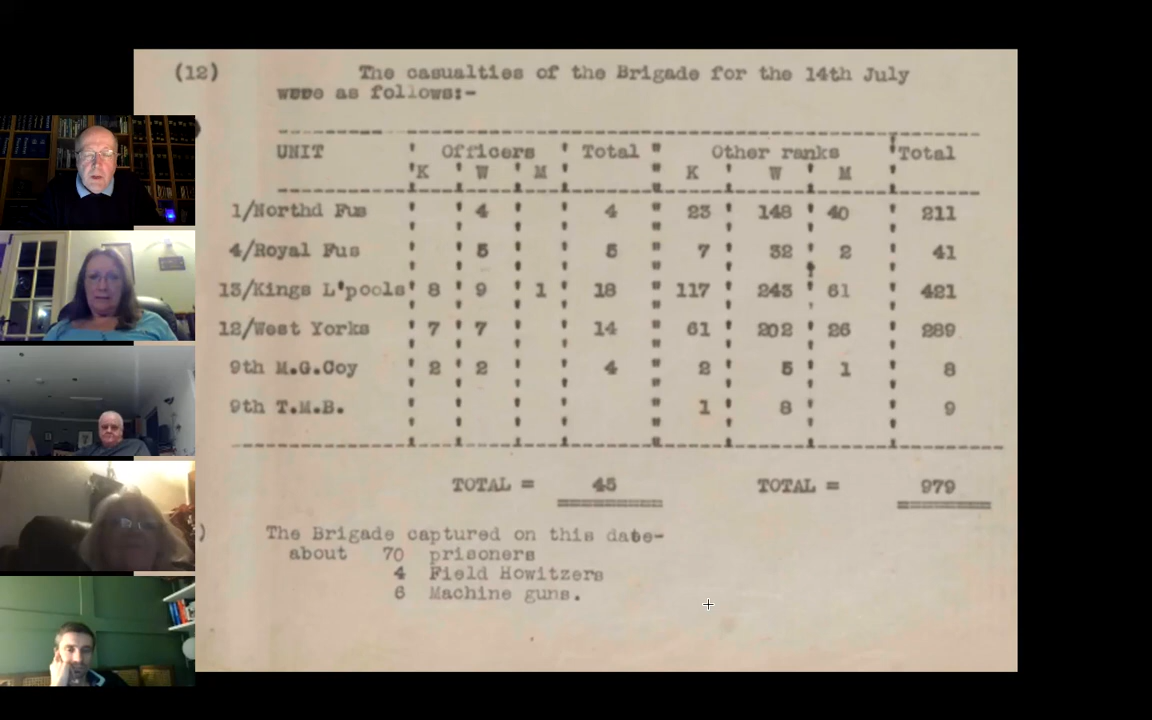 (12) The casualties of the Brigade for the 14th July
were as follows:-
UNIT Officers Total Other ranks Total
K W M K W M
1/Northd Fus 4 4 23 148 40 211
4/Royal Fus 5 5 7 32 2 41
13/Kings L'pools 8 9 1 18 117 243 61 421
12/West Yorks 7 7 14 61 202 26 289
9th M.G.Coy 2 2 4 2 5 1 8
9th T.M.B. 1 8 9
TOTAL = 45 TOTAL = 979
) The Brigade captured on this date-
about 70 prisoners
4 Field Howitzers
6 Machine guns.